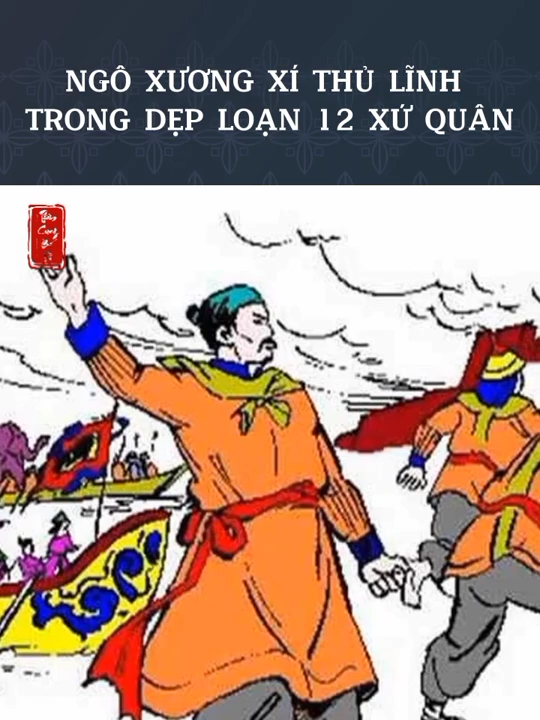 NGÔ XƯƠNG XÍ THỦ LĨNH
TRONG DẸP LOẠN 12 XỨ QUÂN